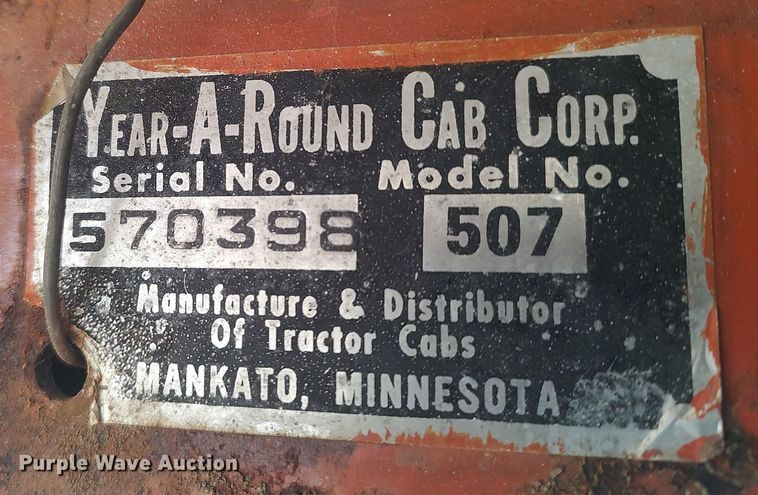 Year-A-Round Cab Corp.
Serial No. Model No.
570398 507
Manufacture & Distributor
Of Tractor Cabs
MANKATO, MINNESOTA
Purple Wave Auction